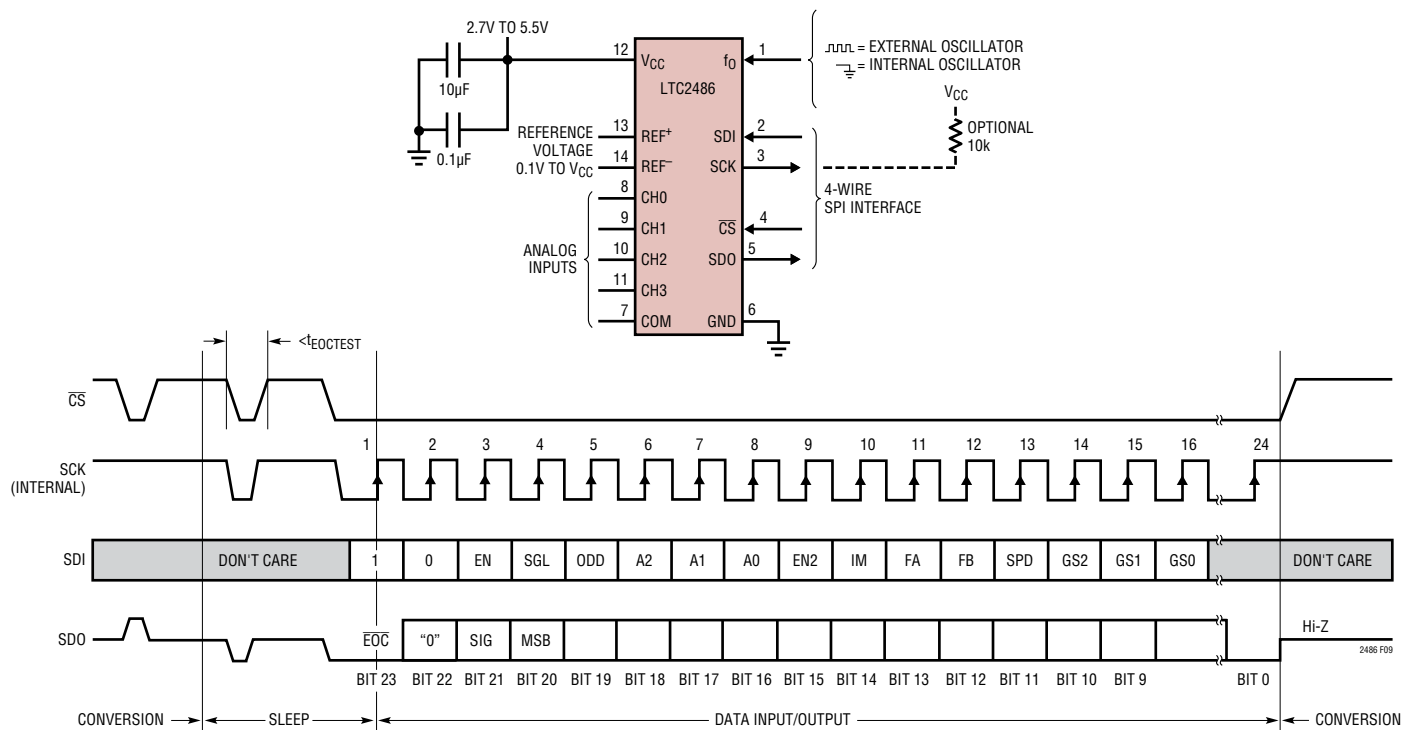 2.7V TO 5.5V
10µF
0.1µF
12
VCC
LTC2486
fO
1
= EXTERNAL OSCILLATOR
= INTERNAL OSCILLATOR
VCC
OPTIONAL
10k
REFERENCE
VOLTAGE
0.1V TO VCC
13
REF+
14
REF–
SDI
2
SCK
3
CS
4
SDO
5
4-WIRE
SPI INTERFACE
ANALOG
INPUTS
8
CH0
9
CH1
10
CH2
11
CH3
7
COM
GND
6
<tEOCTEST
CS
SCK
(INTERNAL)
1 2 3 4 5 6 7 8 9 10 11 12 13 14 15 16 24
SDI
DON'T CARE 1 0 EN SGL ODD A2 A1 A0 EN2 IM FA FB SPD GS2 GS1 GS0 DON'T CARE
SDO
EOC "0" SIG MSB Hi-Z
2486 F09
BIT 23 BIT 22 BIT 21 BIT 20 BIT 19 BIT 18 BIT 17 BIT 16 BIT 15 BIT 14 BIT 13 BIT 12 BIT 11 BIT 10 BIT 9 BIT 0
CONVERSION SLEEP DATA INPUT/OUTPUT CONVERSION